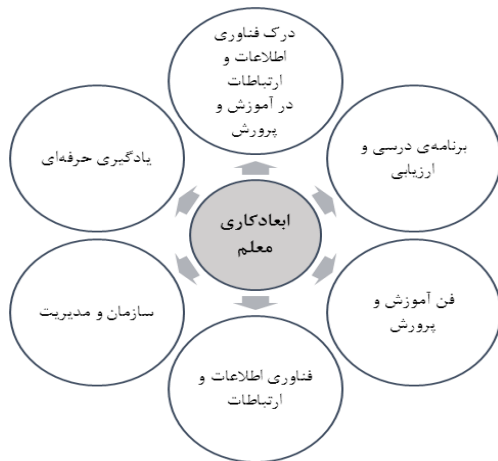 درک فناوری
اطلاعات و
ارتباطات
در آموزش و
پرورش
برنامه‌ی درسی و
ارزیابی
فن آموزش و
پرورش
فناوری اطلاعات و
ارتباطات
سازمان و مدیریت
یادگیری حرفه‌ای
ابعادکاری
معلم